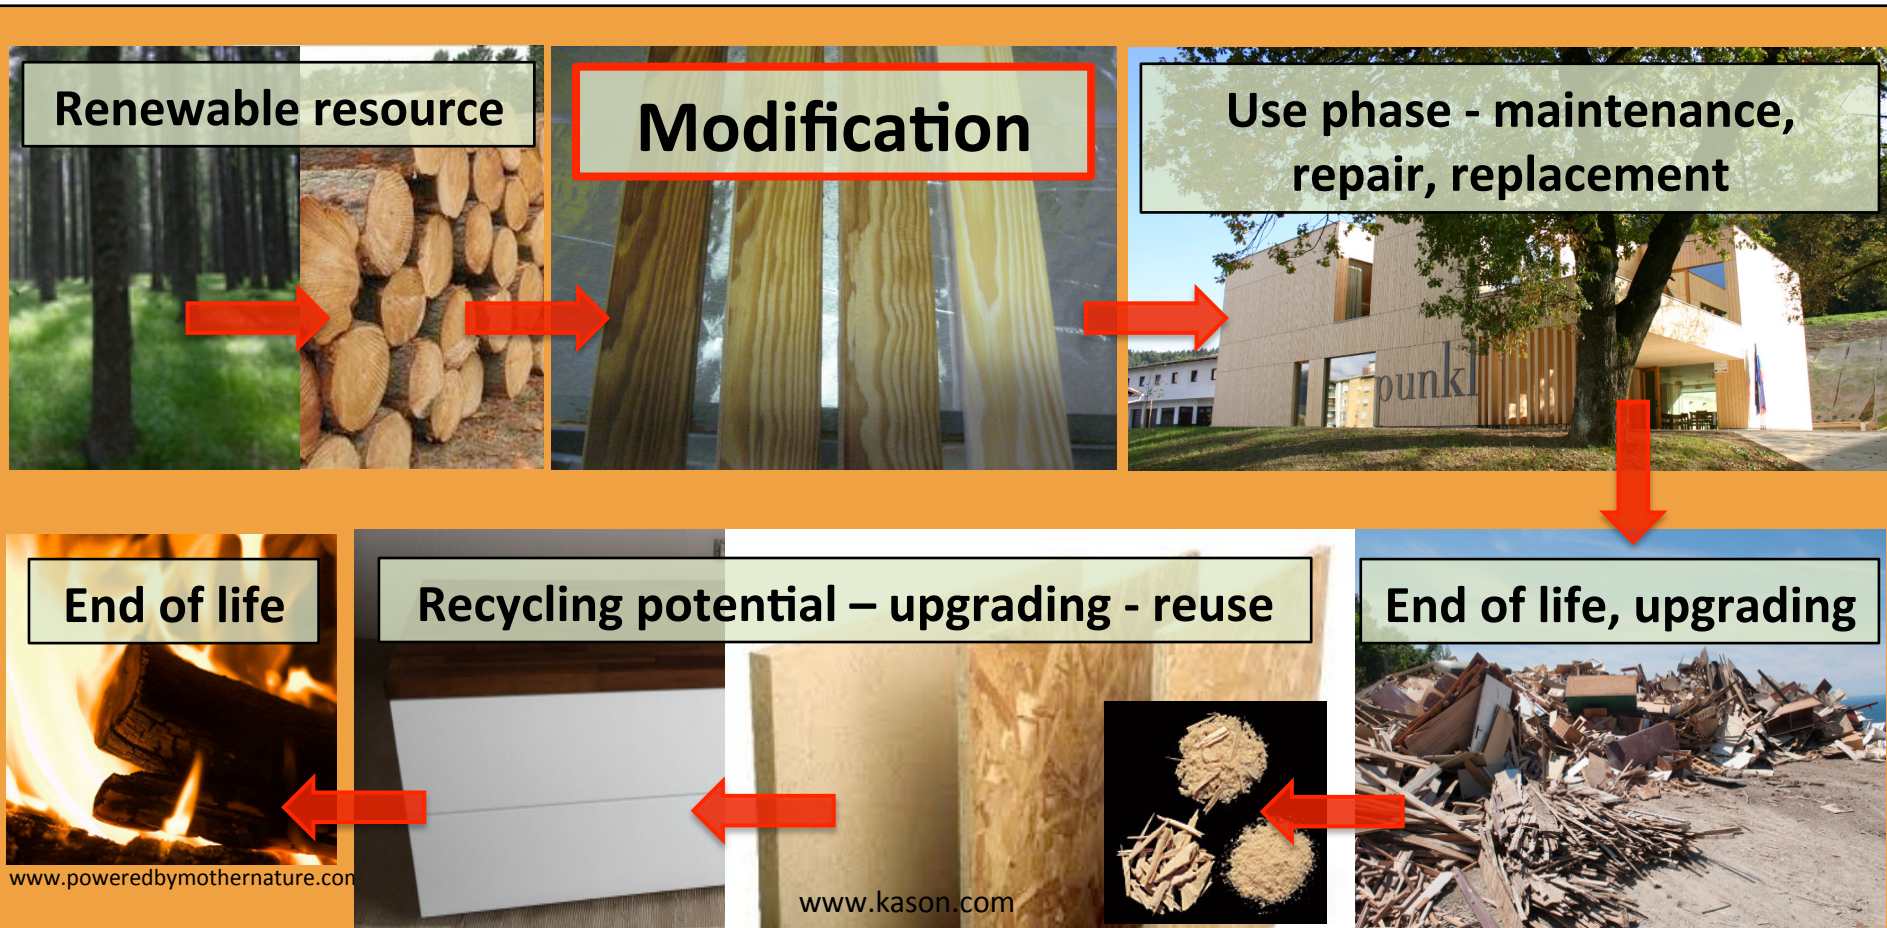 Renewable resource
Modification
Use phase - maintenance,
repair, replacement
punkl
End of life
Recycling potential – upgrading - reuse
End of life, upgrading
www.poweredbymothernature.com
www.kason.com